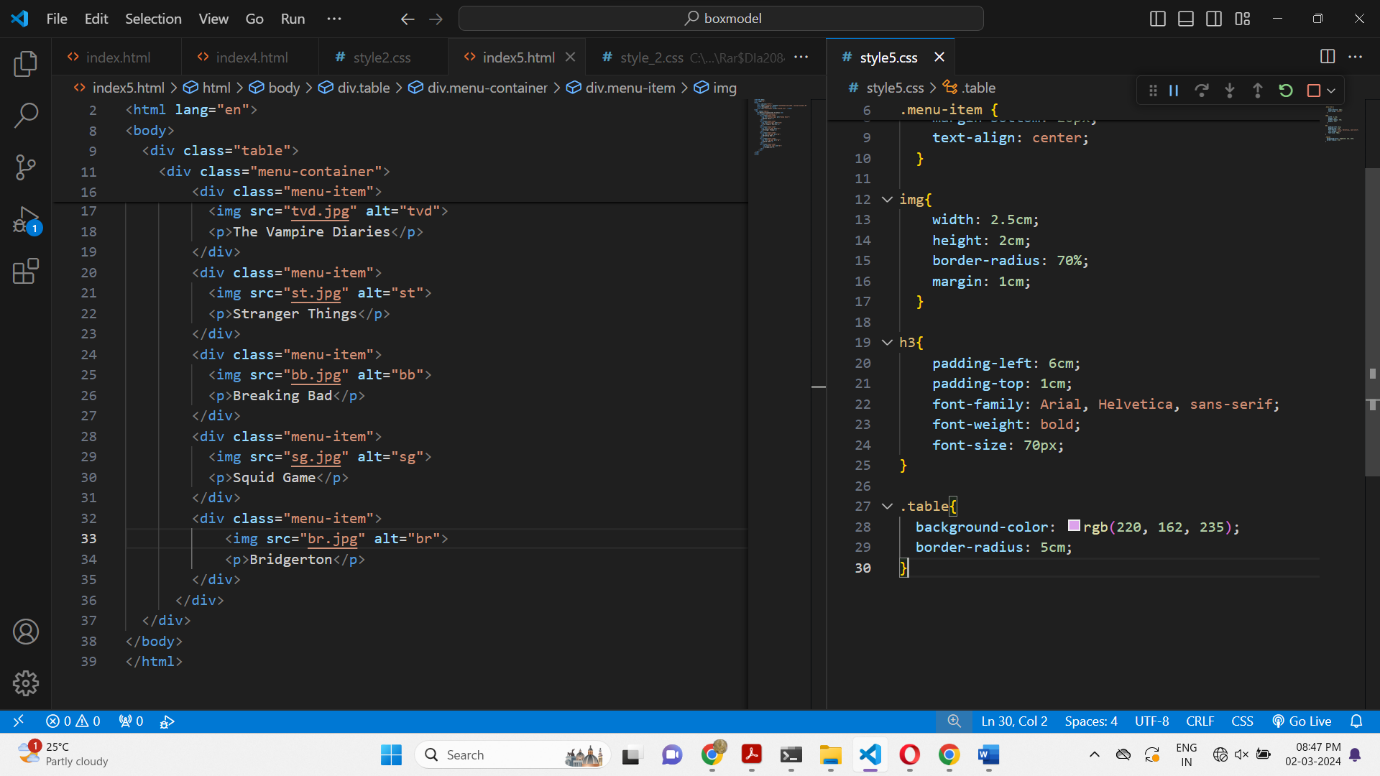 File Edit Selection View Go Run ··· boxmodel
index.html index4.html style2.css index5.html style_2.css C:\...\Rar$DIa208 ···
index5.html > html > body > div.table > div.menu-container > div.menu-item > img
2 <html lang="en">
8 <body>
9 <div class="table">
11 <div class="menu-container">
16 <div class="menu-item">
17 <img src="tvd.jpg" alt="tvd">
18 <p>The Vampire Diaries</p>
19 </div>
20 <div class="menu-item">
21 <img src="st.jpg" alt="st">
22 <p>Stranger Things</p>
23 </div>
24 <div class="menu-item">
25 <img src="bb.jpg" alt="bb">
26 <p>Breaking Bad</p>
27 </div>
28 <div class="menu-item">
29 <img src="sg.jpg" alt="sg">
30 <p>Squid Game</p>
31 </div>
32 <div class="menu-item">
33 <img src="br.jpg" alt="br">
34 <p>Bridgerton</p>
35 </div>
36 </div>
37 </div>
38 </body>
39 </html>
style5.css
style5.css > .table
6 .menu-item {
9 text-align: center;
10 }
11
12 img{
13 width: 2.5cm;
14 height: 2cm;
15 border-radius: 70%;
16 margin: 1cm;
17 }
18
19 h3{
20 padding-left: 6cm;
21 padding-top: 1cm;
22 font-family: Arial, Helvetica, sans-serif;
23 font-weight: bold;
24 font-size: 70px;
25 }
26
27 .table{
28 background-color: rgb(220, 162, 235);
29 border-radius: 5cm;
30 }
1
0 0 0 Ln 30, Col 2 Spaces: 4 UTF-8 CRLF CSS Go Live
1 25°C
Partly cloudy
Search
ENG
IN
08:47 PM
02-03-2024